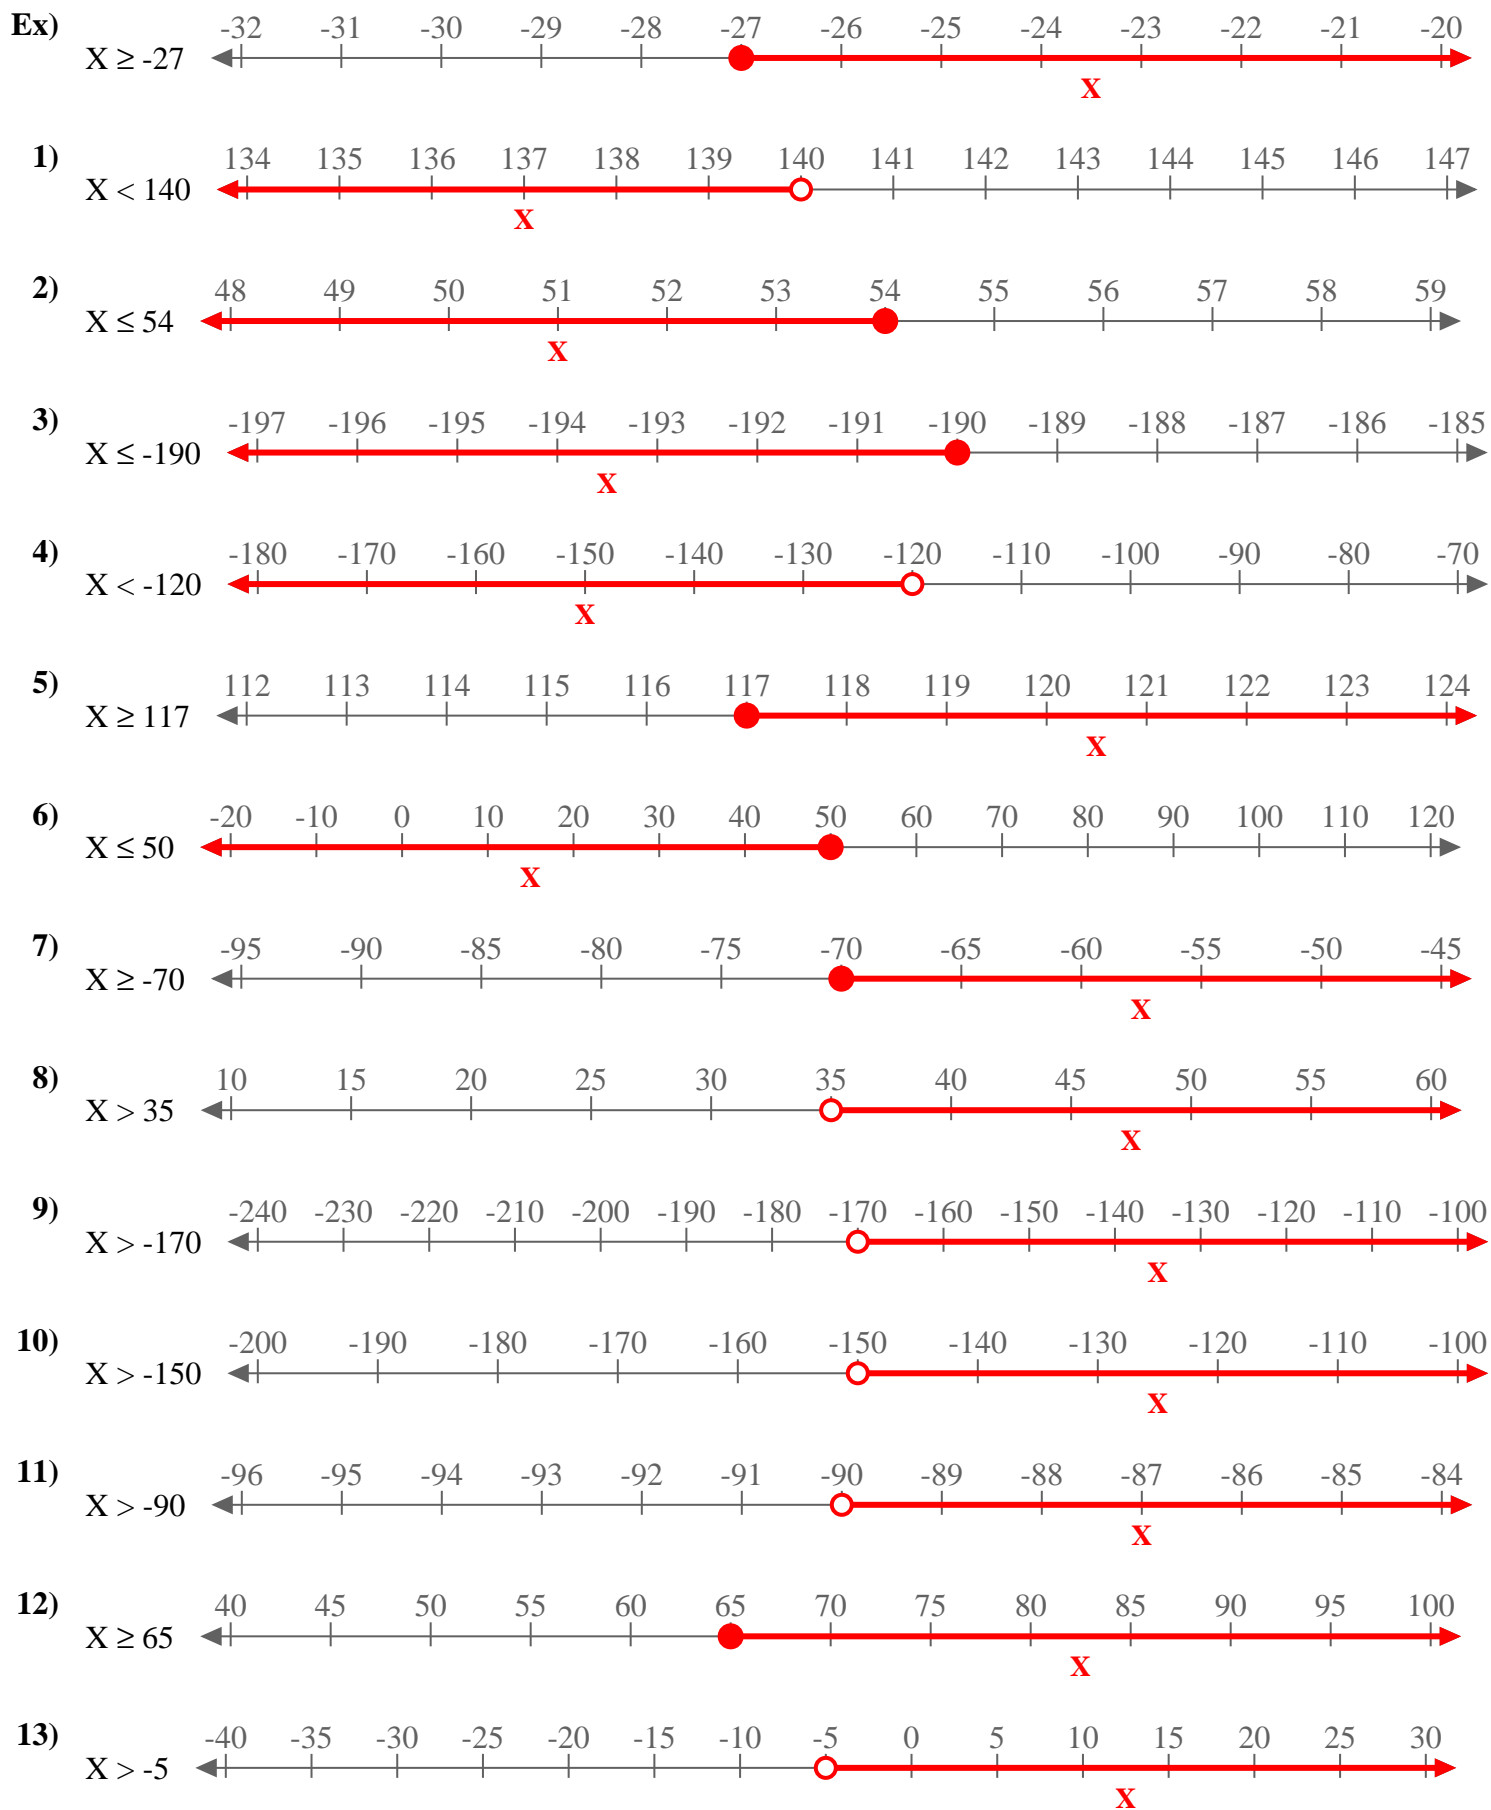 Ex) -32 -31 -30 -29 -28 -27 -26 -25 -24 -23 -22 -21 -20
X ≥ -27
X
1) 134 135 136 137 138 139 140 141 142 143 144 145 146 147
X < 140
X
2) 48 49 50 51 52 53 54 55 56 57 58 59
X ≤ 54
X
3) -197 -196 -195 -194 -193 -192 -191 -190 -189 -188 -187 -186 -185
X ≤ -190
X
4) -180 -170 -160 -150 -140 -130 -120 -110 -100 -90 -80 -70
X < -120
X
5) 112 113 114 115 116 117 118 119 120 121 122 123 124
X ≥ 117
X
6) -20 -10 0 10 20 30 40 50 60 70 80 90 100 110 120
X ≤ 50
X
7) -95 -90 -85 -80 -75 -70 -65 -60 -55 -50 -45
X ≥ -70
X
8) 10 15 20 25 30 35 40 45 50 55 60
X > 35
X
9) -240 -230 -220 -210 -200 -190 -180 -170 -160 -150 -140 -130 -120 -110 -100
X > -170
X
10) -200 -190 -180 -170 -160 -150 -140 -130 -120 -110 -100
X > -150
X
11) -96 -95 -94 -93 -92 -91 -90 -89 -88 -87 -86 -85 -84
X > -90
X
12) 40 45 50 55 60 65 70 75 80 85 90 95 100
X ≥ 65
X
13) -40 -35 -30 -25 -20 -15 -10 -5 0 5 10 15 20 25 30
X > -5
X